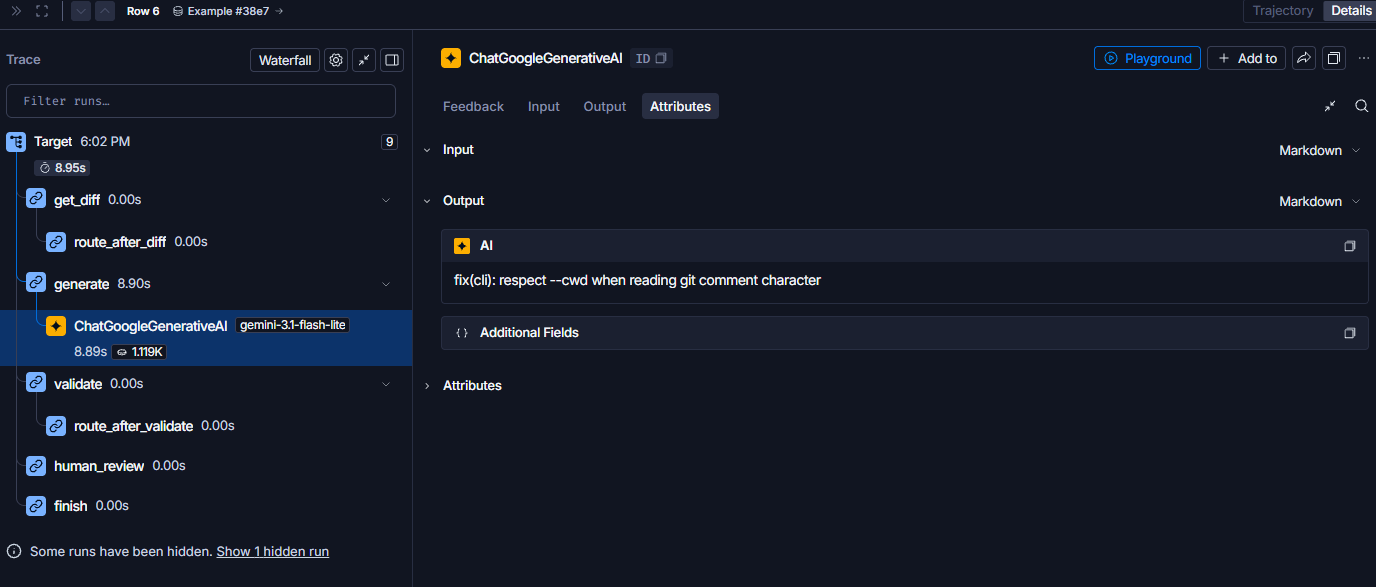 Row 6 Example #38e7 → Trajectory Details
Trace Waterfall
Filter runs…
Target 6:02 PM 9
8.95s
get_diff 0.00s
route_after_diff 0.00s
generate 8.90s
ChatGoogleGenerativeAI gemini-3.1-flash-lite
8.89s 1.119K
validate 0.00s
route_after_validate 0.00s
human_review 0.00s
finish 0.00s
Some runs have been hidden. Show 1 hidden run
ChatGoogleGenerativeAI ID Playground + Add to
Feedback Input Output Attributes
Input Markdown
Output Markdown
AI
fix(cli): respect --cwd when reading git comment character
{ } Additional Fields
Attributes